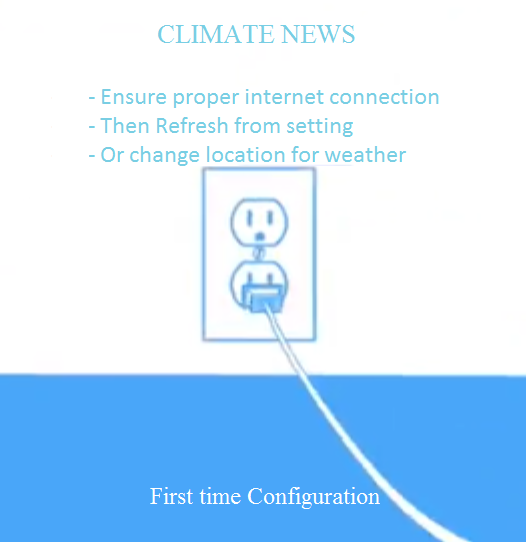 CLIMATE NEWS
- Ensure proper internet connection
- Then Refresh from setting
- Or change location for weather
First time Configuration